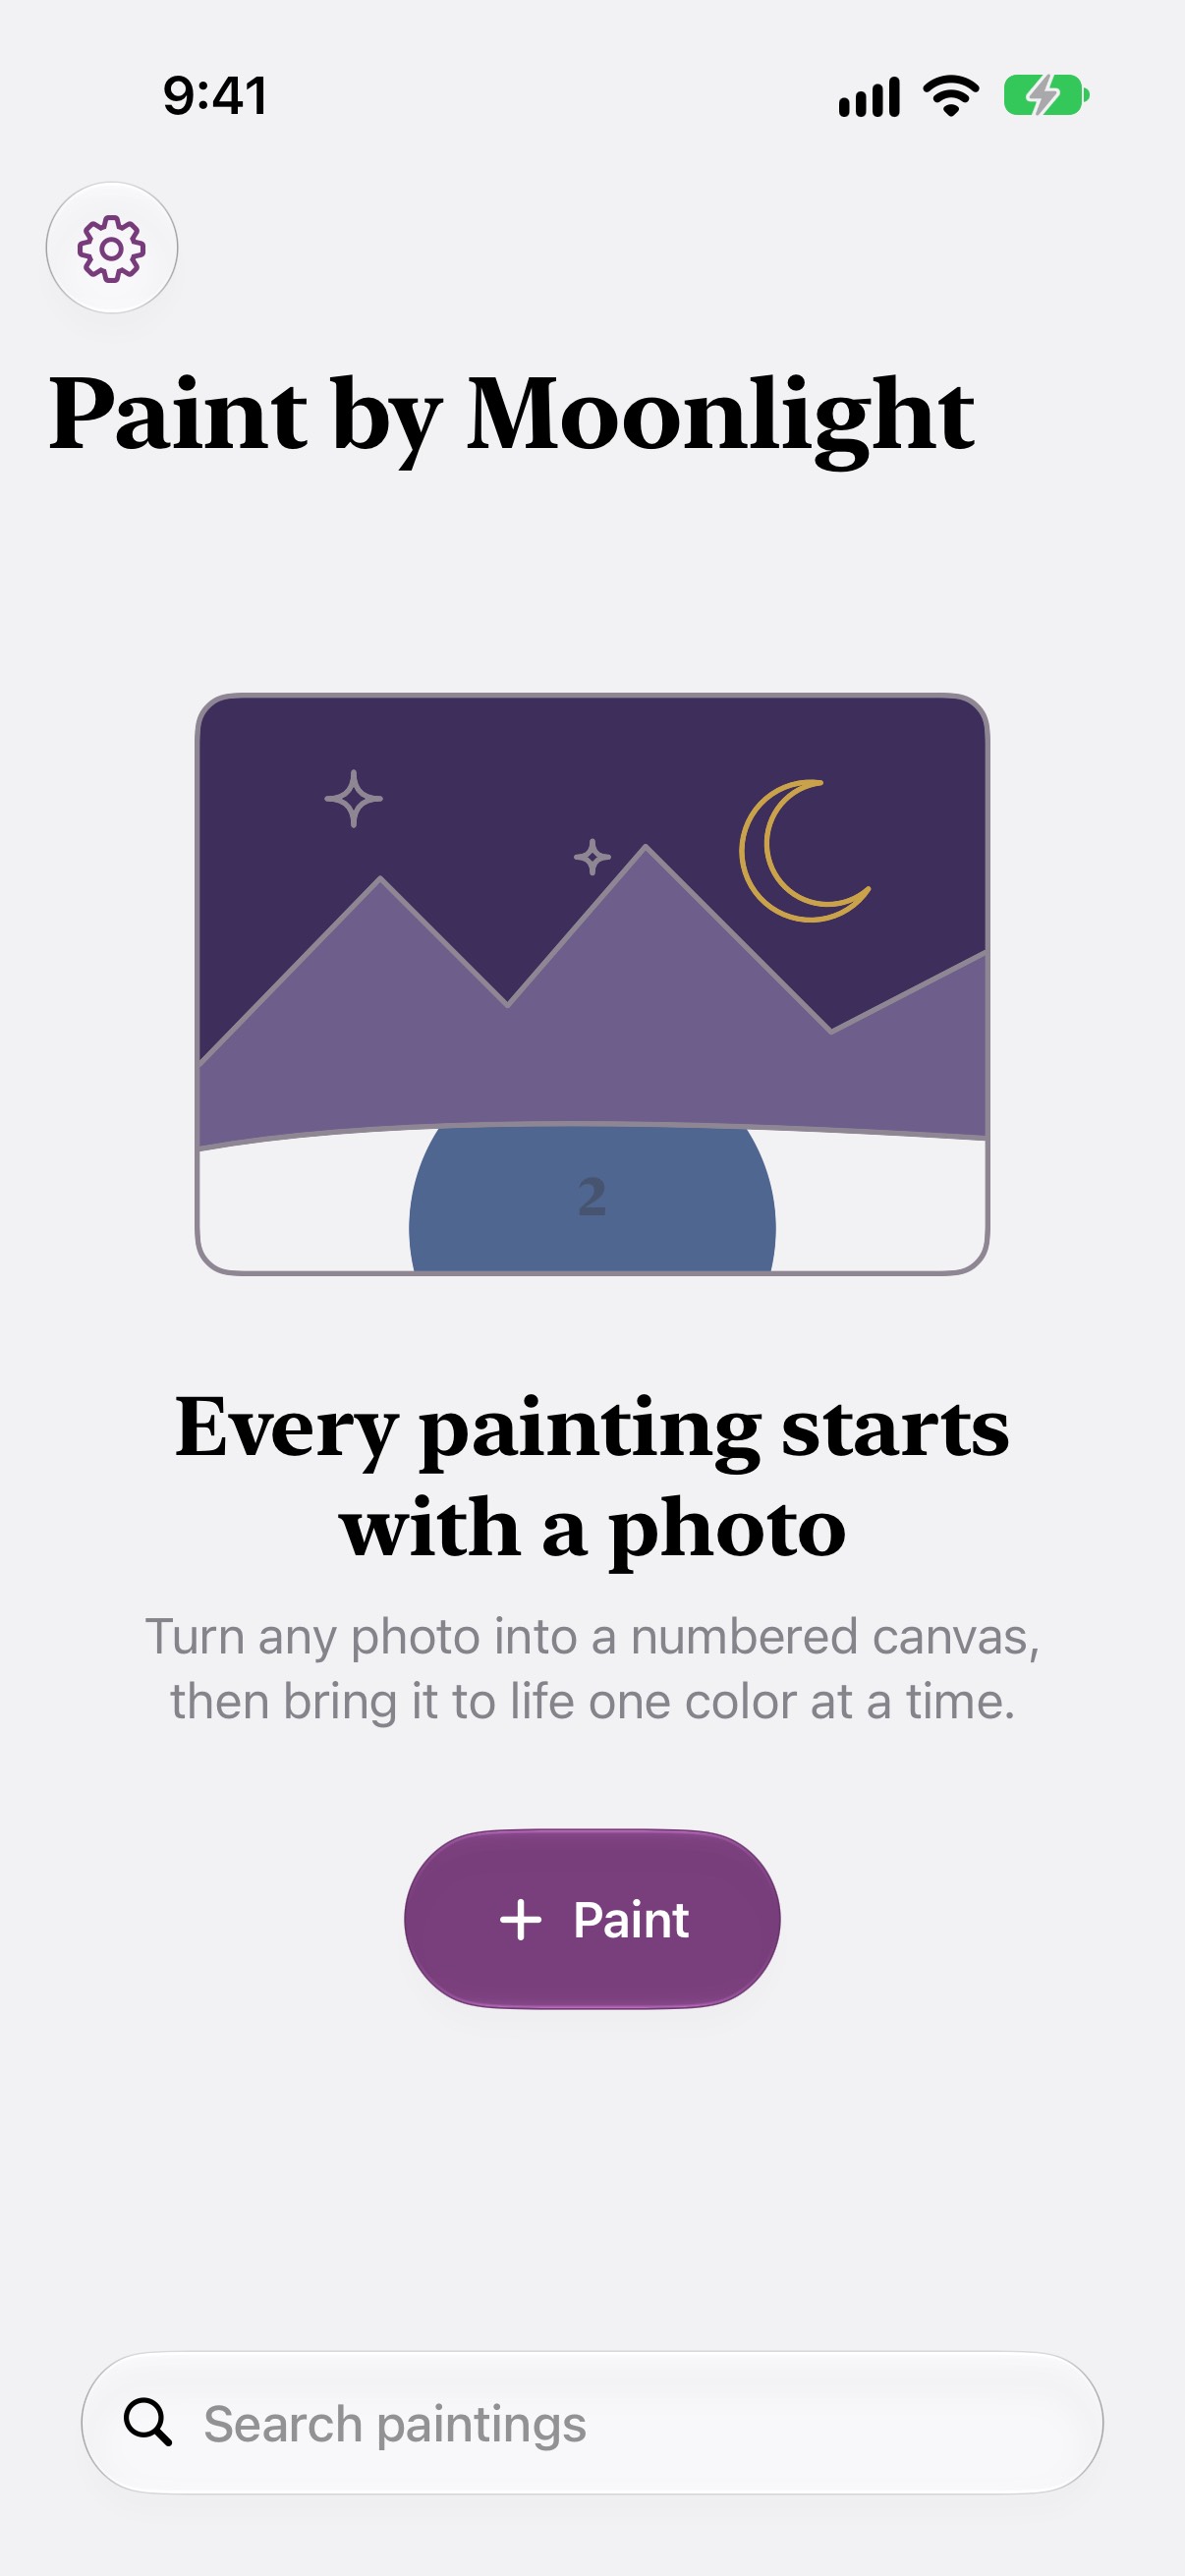 9:41
Paint by Moonlight
2
Every painting starts
with a photo
Turn any photo into a numbered canvas,
then bring it to life one color at a time.
+ Paint
Search paintings